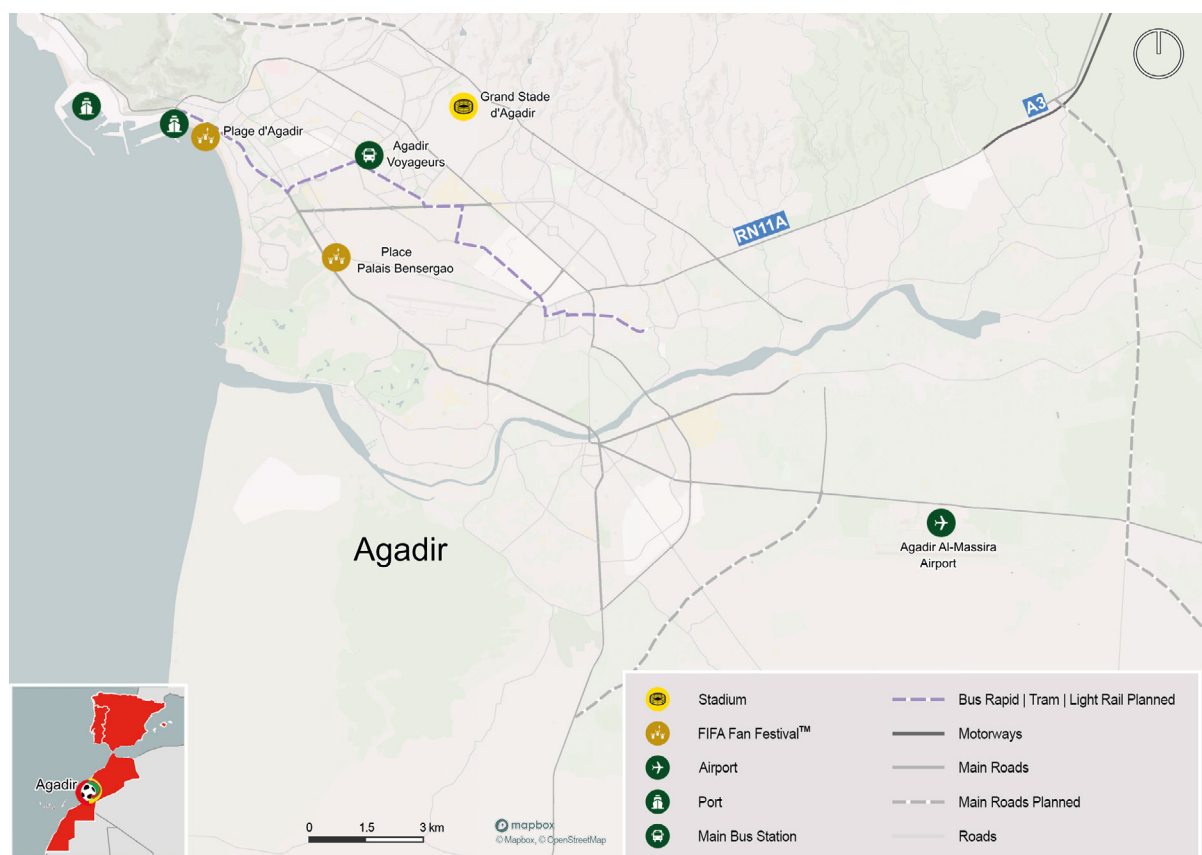 Grand Stade
d'Agadir
A3
Plage d'Agadir
Agadir
Voyageurs
RN11A
Place
Palais Bensergao
Agadir
Agadir Al-Massira
Airport
Agadir
0 1.5 3 km
mapbox
© Mapbox, © OpenStreetMap
Stadium
FIFA Fan Festival™
Airport
Port
Main Bus Station
Bus Rapid | Tram | Light Rail Planned
Motorways
Main Roads
Main Roads Planned
Roads